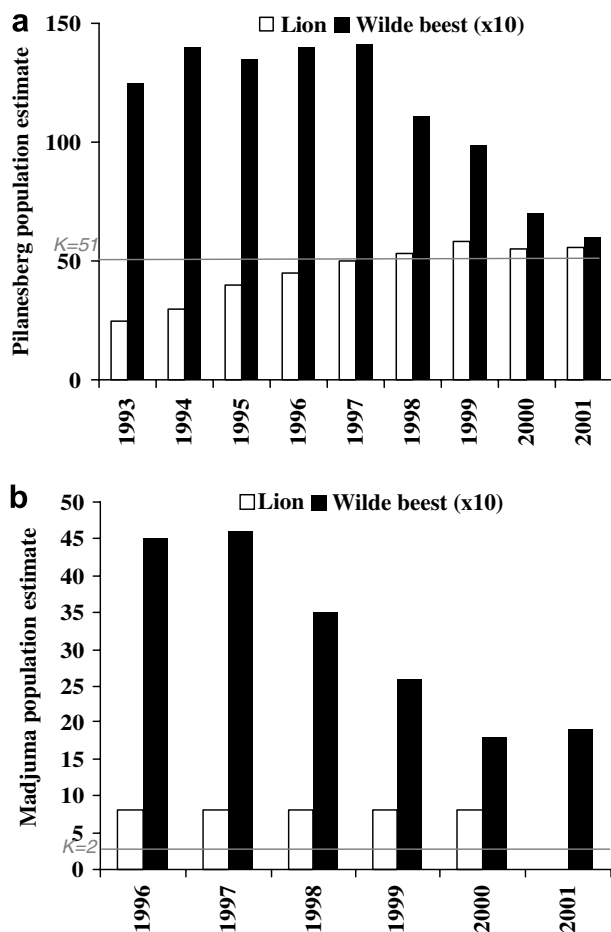 a
Lion Wilde beest (x10)
Pilanesberg population estimate
150
100
K=51
50
0
1993 1994 1995 1996 1997 1998 1999 2000 2001
b
Lion Wilde beest (x10)
Madjuma population estimate
50
45
40
35
30
25
20
15
10
5
K=2
0
1996 1997 1998 1999 2000 2001